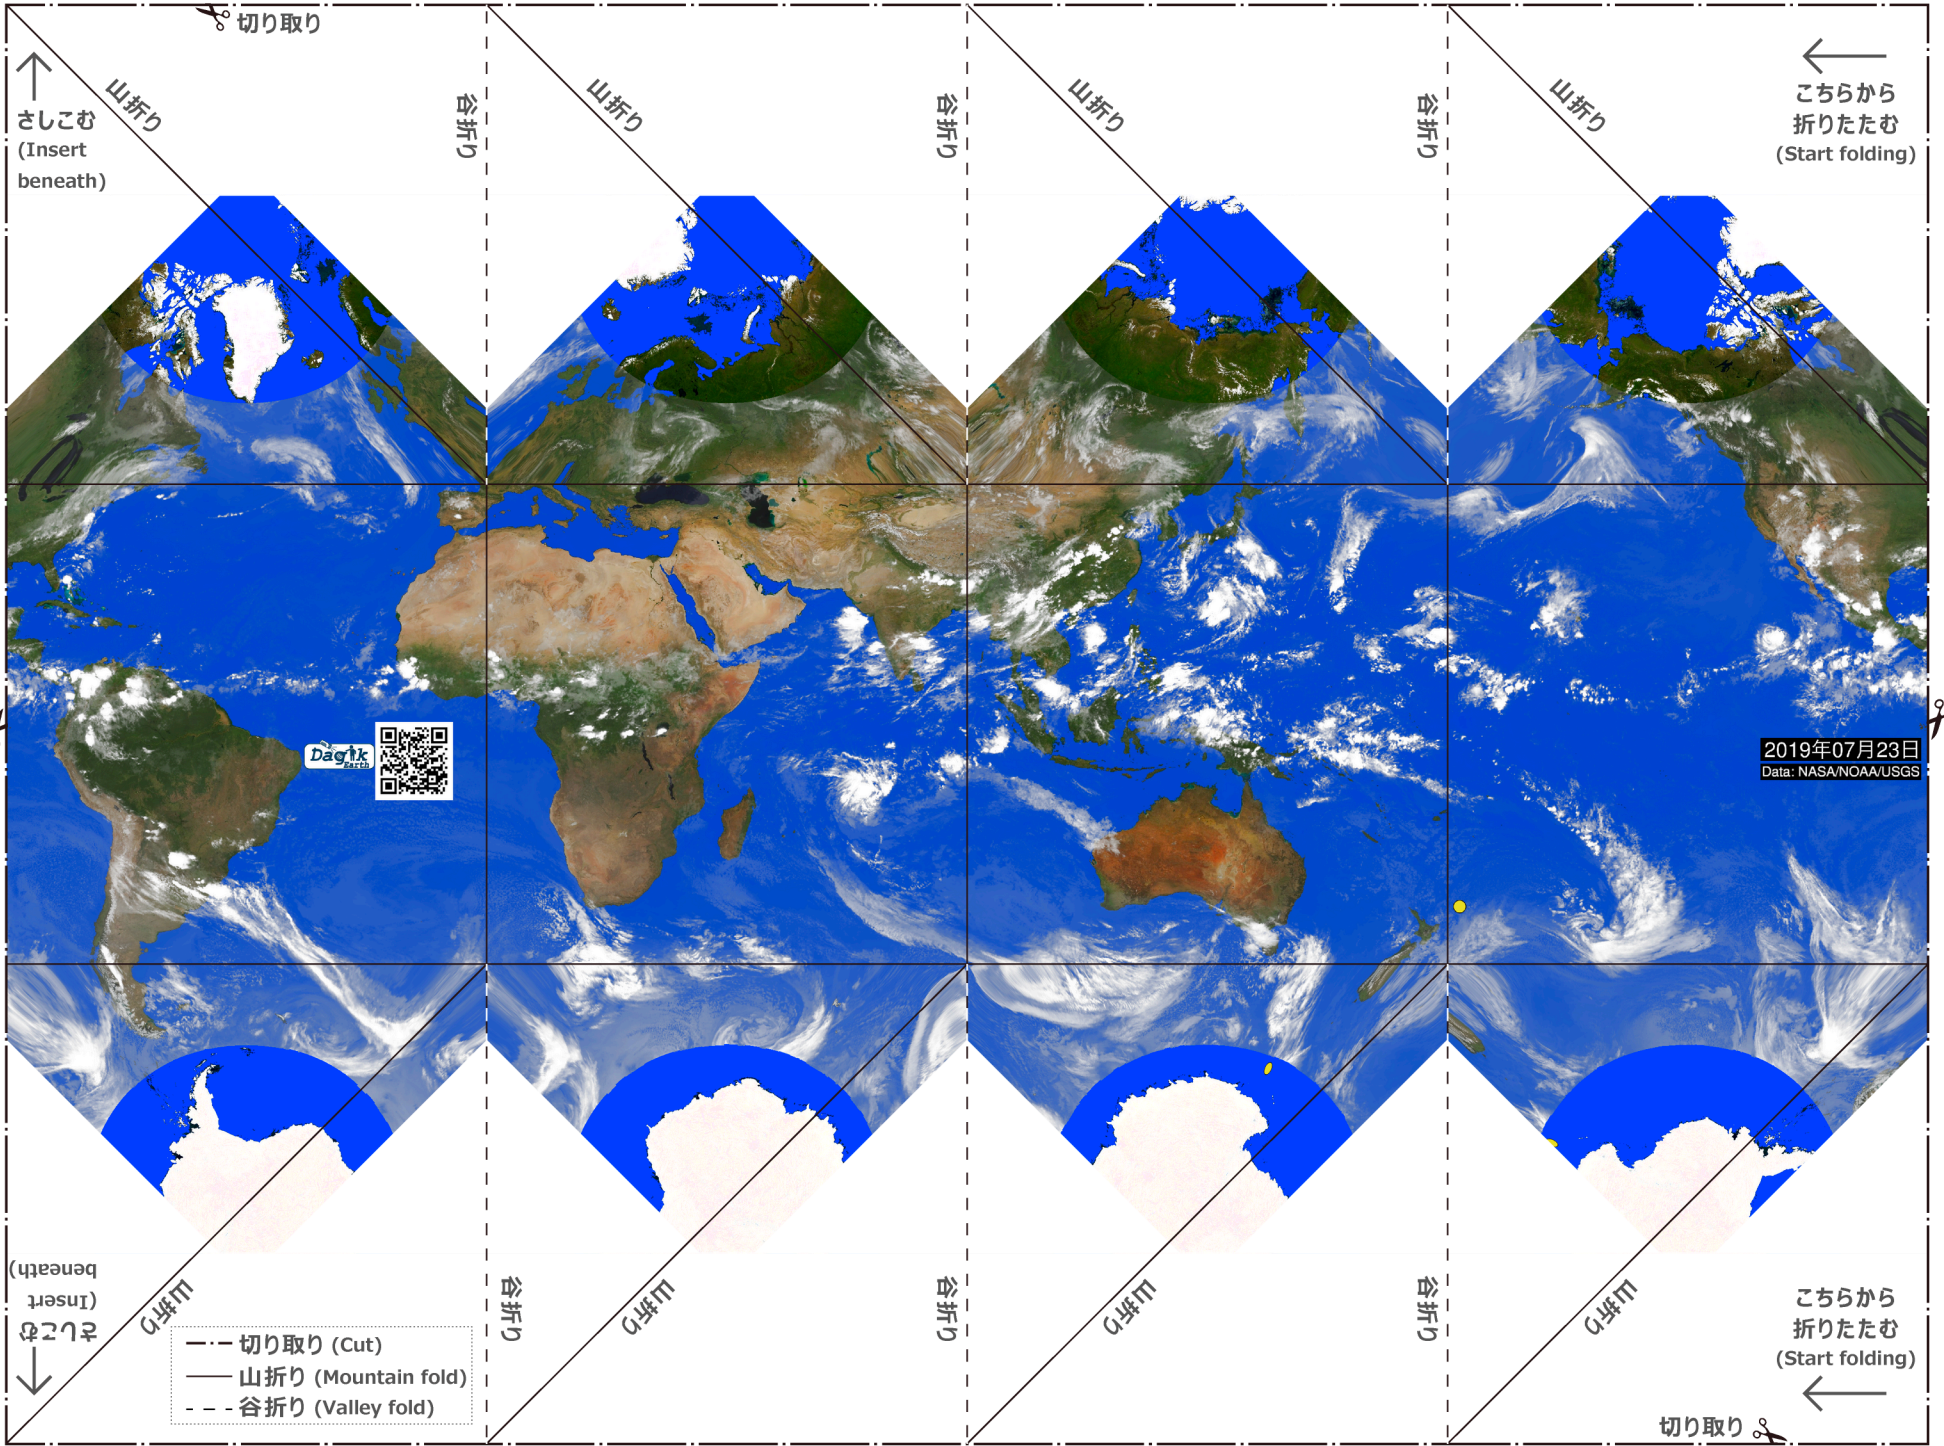 切り取り
山折り
谷折り
山折り
谷折り
山折り
谷折り
山折り
こちらから
折りたたむ
(Start folding)
さしこむ
(Insert
beneath)
Dagik
Earth
2019年07月23日
Data: NASA/NOAA/USGS
さしこむ
(Insert
beneath)
山折り
谷折り
山折り
谷折り
山折り
谷折り
山折り
こちらから
折りたたむ
(Start folding)
切り取り (Cut)
山折り (Mountain fold)
谷折り (Valley fold)
切り取り